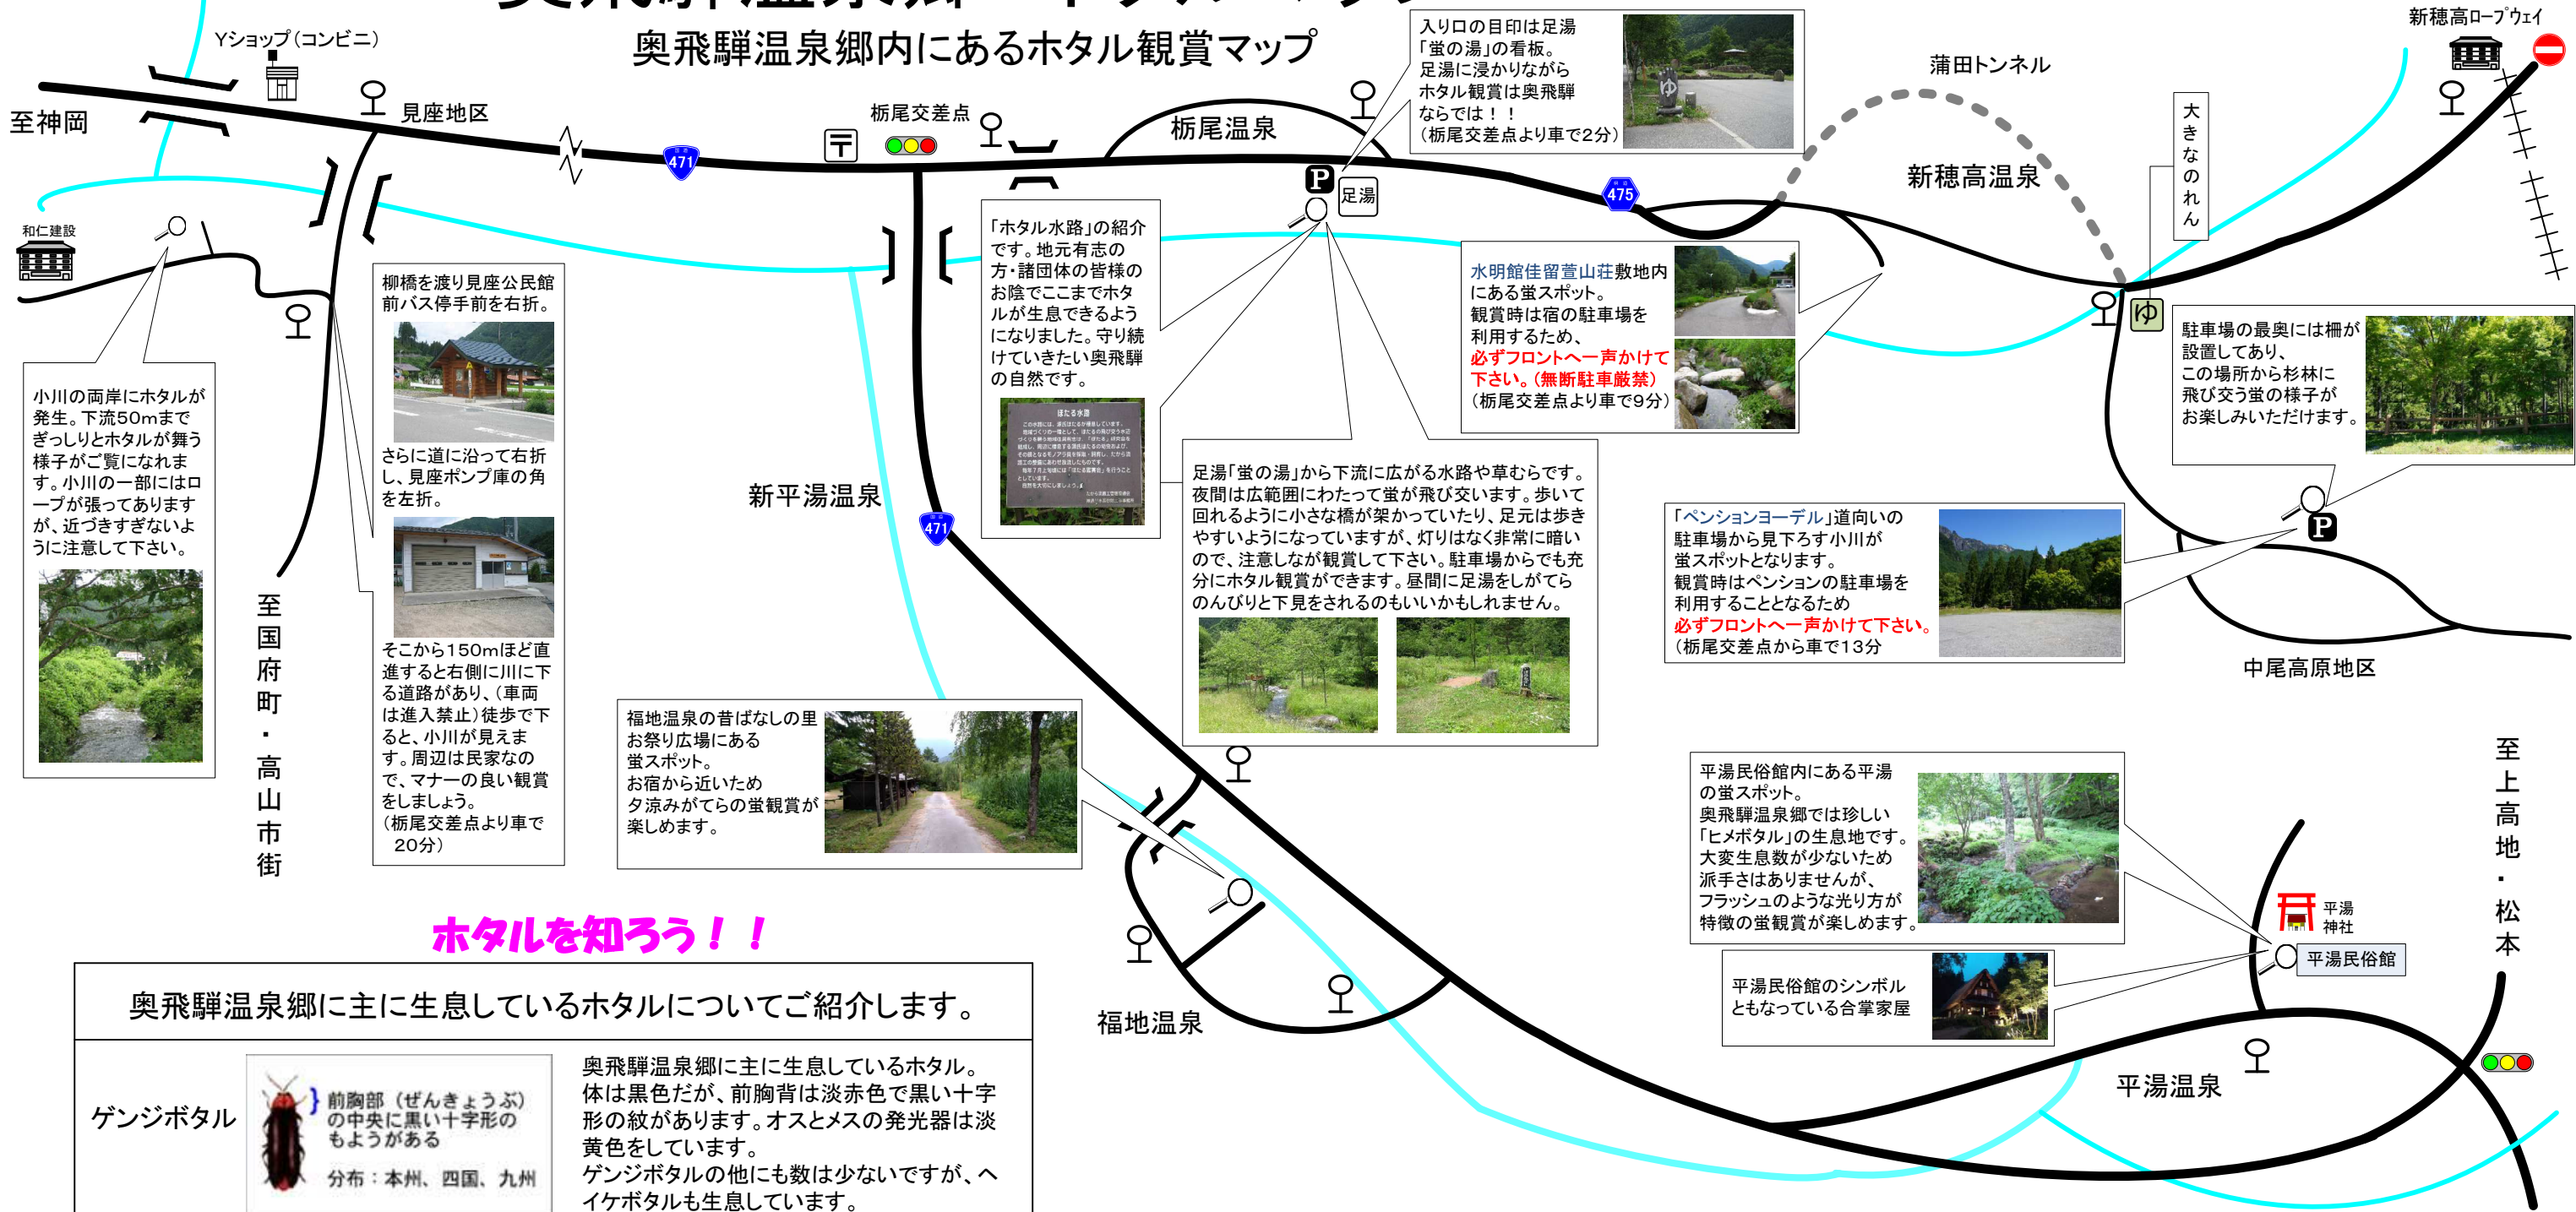 奥飛騨温泉郷内にあるホタル観賞マップ
Yショップ(コンビニ)
至神岡
見座地区
471
〒
栃尾交差点
栃尾温泉
入り口の目印は足湯
「蛍の湯」の看板。
足湯に浸かりながら
ホタル観賞は奥飛騨
ならでは！！
(栃尾交差点より車で2分)
ゆ
P
足湯
475
蒲田トンネル
新穂高温泉
大きなのれん
新穂高ロープウェイ
ゆ
和仁建設
小川の両岸にホタルが
発生。下流50mまで
ぎっしりとホタルが舞う
様子がご覧になれま
す。小川の一部にはロ
ープが張ってあります
が、近づきすぎないよ
うに注意して下さい。
至国府町・高山市街
柳橋を渡り見座公民館
前バス停手前を右折。
さらに道に沿って右折
し、見座ポンプ庫の角
を左折。
そこから150mほど直
進すると右側に川に下
る道路があり、(車両
は進入禁止)徒歩で下
ると、小川が見えま
す。周辺は民家なの
で、マナーの良い観賞
をしましょう。
(栃尾交差点より車で
20分)
「ホタル水路」の紹介
です。地元有志の
方・諸団体の皆様の
お陰でここまでホタ
ルが生息できるよう
になりました。守り続
けていきたい奥飛騨
の自然です。
水明館佳留萱山荘敷地内
にある蛍スポット。
観賞時は宿の駐車場を
利用するため、
必ずフロントへ一声かけて
下さい。(無断駐車厳禁)
(栃尾交差点より車で9分)
駐車場の最奥には柵が
設置してあり、
この場所から杉林に
飛び交う蛍の様子が
お楽しみいただけます。
新平湯温泉
471
足湯「蛍の湯」から下流に広がる水路や草むらです。
夜間は広範囲にわたって蛍が飛び交います。歩いて
回れるように小さな橋が架かっていたり、足元は歩き
やすいようになっていますが、灯りはなく非常に暗い
ので、注意しなが観賞して下さい。駐車場からでも充
分にホタル観賞ができます。昼間に足湯をしがてら
のんびりと下見をされるのもいいかもしれません。
「ペンションヨーデル」道向いの
駐車場から見下ろす小川が
蛍スポットとなります。
観賞時はペンションの駐車場を
利用することとなるため
必ずフロントへ一声かけて下さい。
(栃尾交差点から車で13分
P
中尾高原地区
福地温泉の昔ばなしの里
お祭り広場にある
蛍スポット。
お宿から近いため
夕涼みがてらの蛍観賞が
楽しめます。
福地温泉
平湯民俗館内にある平湯
の蛍スポット。
奥飛騨温泉郷では珍しい
「ヒメボタル」の生息地です。
大変生息数が少ないため
派手さはありませんが、
フラッシュのような光り方が
特徴の蛍観賞が楽しめます。
平湯民俗館のシンボル
ともなっている合掌家屋
平湯
神社
平湯民俗館
至上高地・松本
平湯温泉
ホタルを知ろう！！
奥飛騨温泉郷に主に生息しているホタルについてご紹介します。
ゲンジボタル
前胸部（ぜんきょうぶ）
の中央に黒い十字形の
もようがある
分布：本州、四国、九州
奥飛騨温泉郷に主に生息しているホタル。
体は黒色だが、前胸背は淡赤色で黒い十字
形の紋があります。オスとメスの発光器は淡
黄色をしています。
ゲンジボタルの他にも数は少ないですが、ヘ
イケボタルも生息しています。